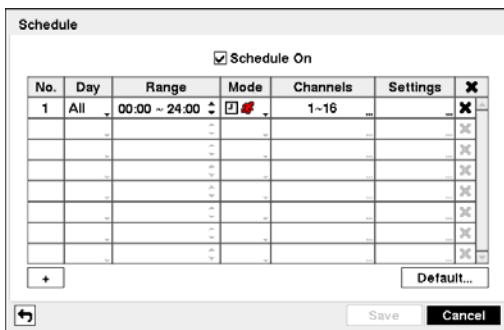 Schedule
Schedule On
No. Day Range Mode Channels Settings ✖
1 All 00:00 ~ 24:00 1~16 ... ... ✖
+ Default...
Save Cancel